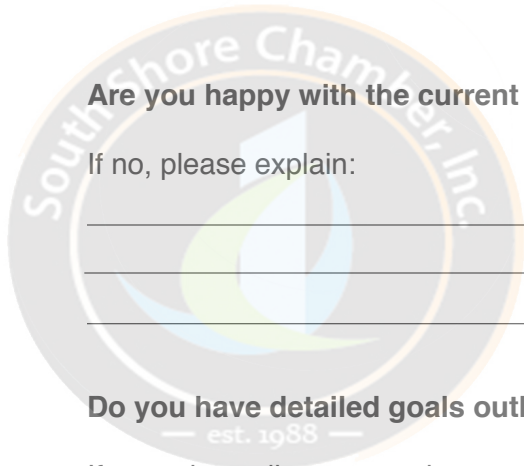 South Shore Chamber, Inc.
Are you happy with the current
If no, please explain:
Do you have detailed goals
— est. 1988 —